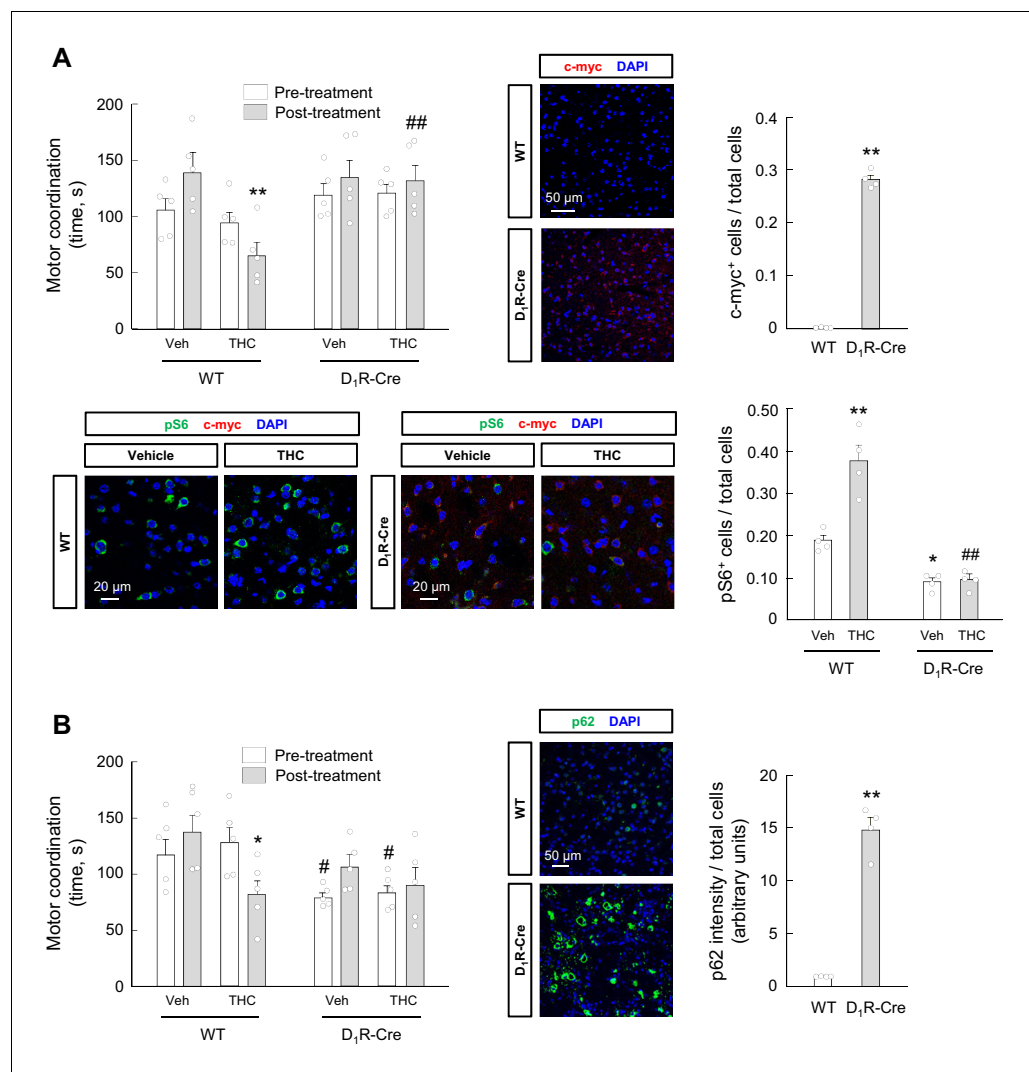 A
Pre-treatment
Post-treatment
Motor coordination
(time, s)
200
150
100
50
0
**
##
Veh
THC
Veh
THC
WT
D₁R-Cre
c-myc DAPI
WT
50 µm
D₁R-Cre
c-myc⁺ cells / total cells
0.4
0.3
0.2
0.1
0
**
WT
D₁R-Cre
pS6 c-myc DAPI
Vehicle
THC
WT
20 µm
pS6 c-myc DAPI
Vehicle
THC
D₁R-Cre
20 µm
pS6⁺ cells / total cells
0.50
0.40
0.30
0.20
0.10
0
**
*
##
Veh
THC
Veh
THC
WT
D₁R-Cre
B
Pre-treatment
Post-treatment
Motor coordination
(time, s)
200
150
100
50
0
*
#
#
Veh
THC
Veh
THC
WT
D₁R-Cre
p62 DAPI
WT
50 µm
D₁R-Cre
p62 intensity / total cells
(arbitrary units)
20
15
10
5
0
**
WT
D₁R-Cre